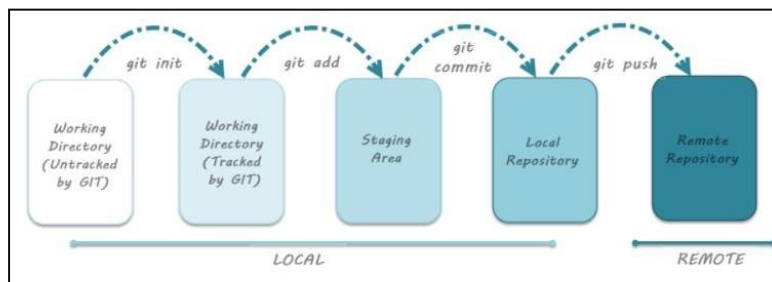 git init
git add
git
commit
git push
Working
Directory
(Untracked
by GIT)
Working
Directory
(Tracked
by GIT)
Staging
Area
Local
Repository
Remote
Repository
LOCAL
REMOTE